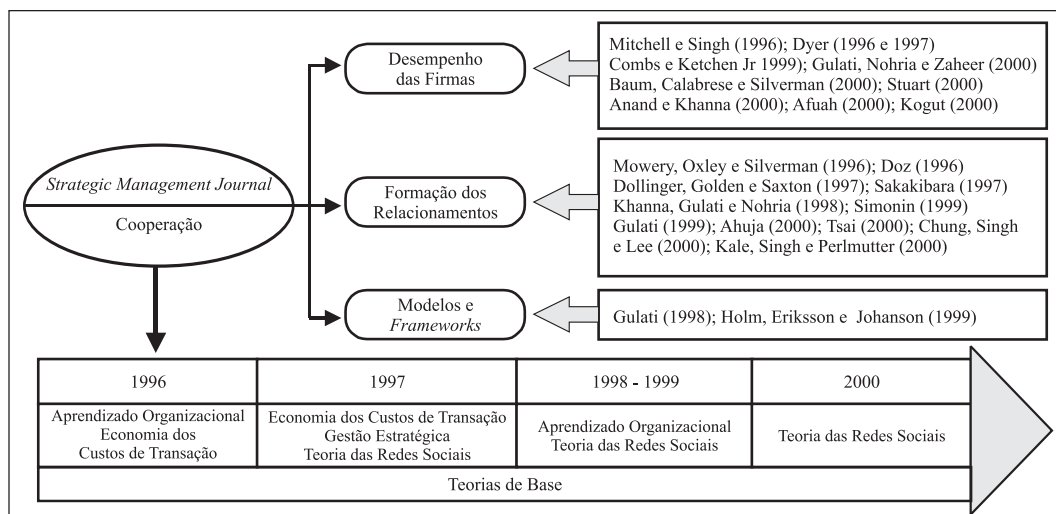 Strategic Management Journal
Cooperação
Desempenho
das Firmas
Mitchell e Singh (1996); Dyer (1996 e 1997)
Combs e Ketchen Jr 1999); Gulati, Nohria e Zaheer (2000)
Baum, Calabrese e Silverman (2000); Stuart (2000)
Anand e Khanna (2000); Afuah (2000); Kogut (2000)
Formação dos
Relacionamentos
Mowery, Oxley e Silverman (1996); Doz (1996)
Dollinger, Golden e Saxton (1997); Sakakibara (1997)
Khanna, Gulati e Nohria (1998); Simonin (1999)
Gulati (1999); Ahuja (2000); Tsai (2000); Chung, Singh
e Lee (2000); Kale, Singh e Perlmutter (2000)
Modelos e
Frameworks
Gulati (1998); Holm, Eriksson e Johanson (1999)
1996
1997
1998 - 1999
2000
Aprendizado Organizacional
Economia dos
Custos de Transação
Economia dos Custos de Transação
Gestão Estratégica
Teoria das Redes Sociais
Aprendizado Organizacional
Teoria das Redes Sociais
Teoria das Redes Sociais
Teorias de Base